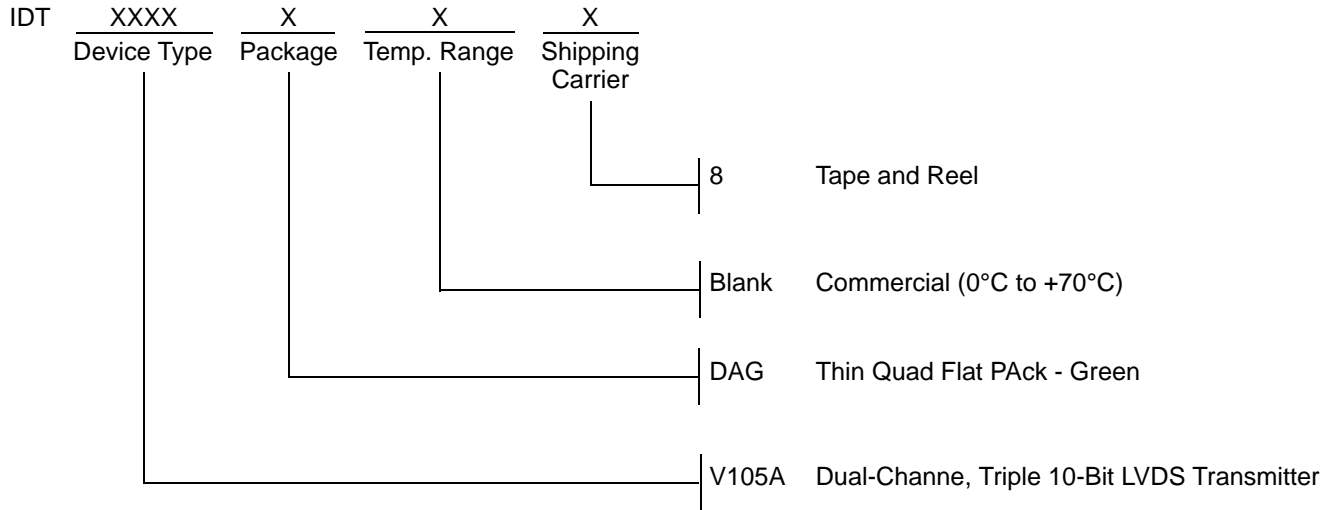 IDT XXXX X X X
Device Type Package Temp. Range Shipping
Carrier
8 Tape and Reel
Blank Commercial (0°C to +70°C)
DAG Thin Quad Flat PAck - Green
V105A Dual-Channe, Triple 10-Bit LVDS Transmitter